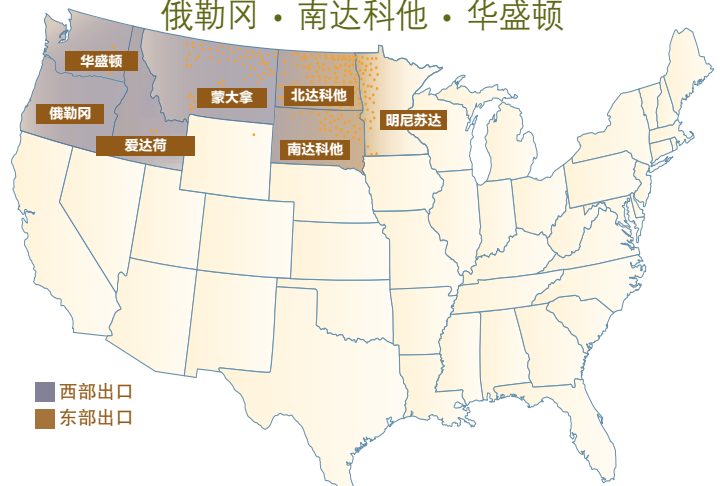 俄勒冈 • 南达科他 • 华盛顿
华盛顿
蒙大拿
北达科他
俄勒冈
明尼苏达
爱达荷
南达科他
西部出口
东部出口